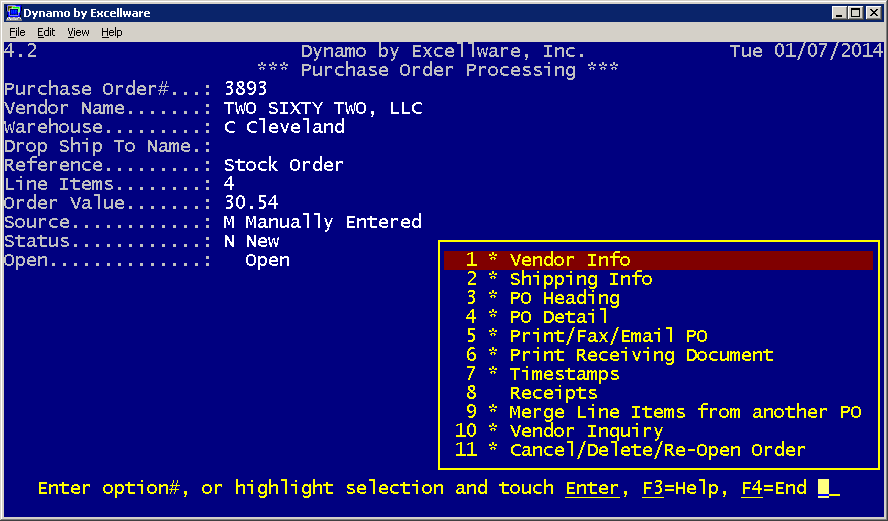 Dynamo by Excellware
File Edit View Help
4.2 Dynamo by Excellware, Inc. Tue 01/07/2014
*** Purchase Order Processing ***
Purchase Order#...: 3893
Vendor Name.......: TWO SIXTY TWO, LLC
Warehouse.........: C Cleveland
Drop Ship To Name.:
Reference.........: Stock Order
Line Items........: 4
Order Value.......: 30.54
Source............: M Manually Entered
Status............: N New
Open..............: Open
1 * Vendor Info
2 * Shipping Info
3 * PO Heading
4 * PO Detail
5 * Print/Fax/Email PO
6 * Print Receiving Document
7 * Timestamps
8 Receipts
9 * Merge Line Items from another PO
10 * Vendor Inquiry
11 * Cancel/Delete/Re-Open Order
Enter option#, or highlight selection and touch Enter, F3=Help, F4=End _